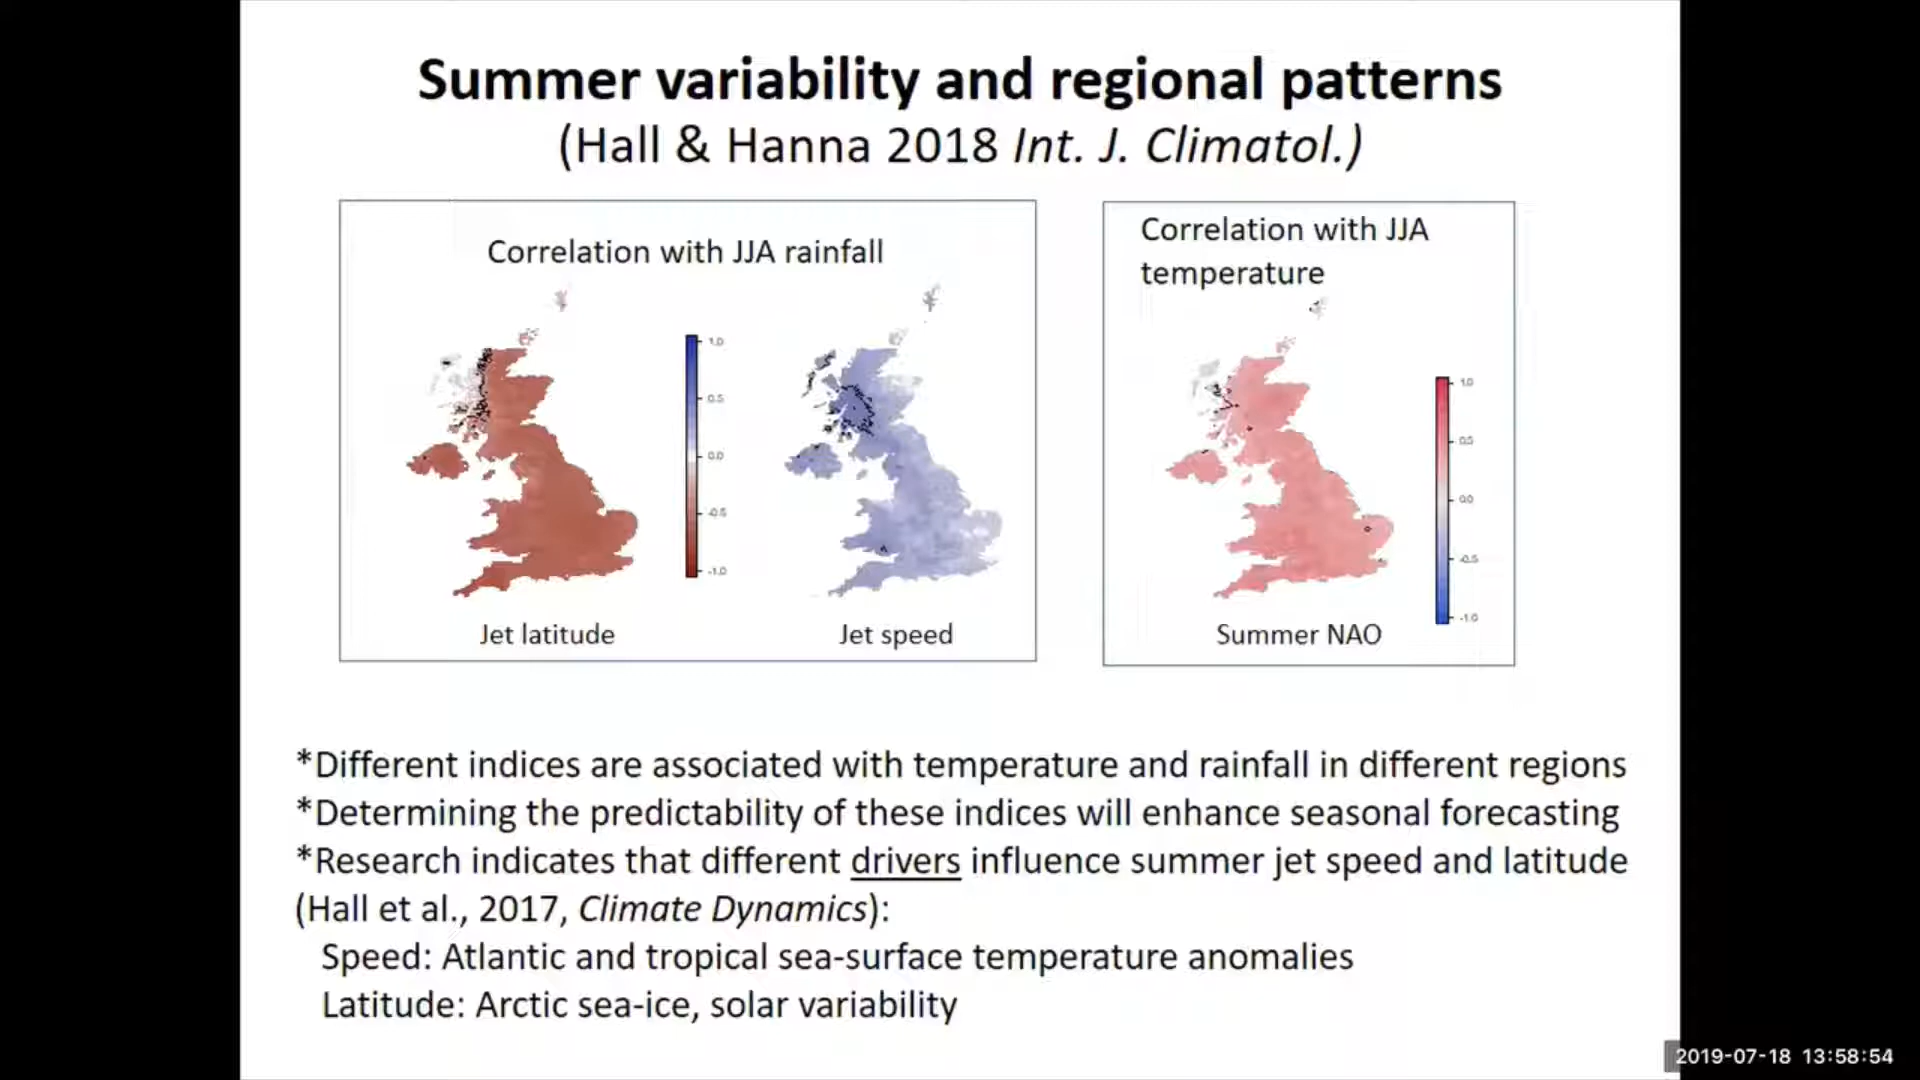 Summer variability and regional patterns
(Hall & Hanna 2018 Int. J. Climatol.)
Correlation with JJA rainfall
1.0
0.5
0.0
-0.5
-1.0
Jet latitude
Jet speed
Correlation with JJA
temperature
1.0
0.5
0.0
-0.5
-1.0
Summer NAO
*Different indices are associated with temperature and rainfall in different regions
*Determining the predictability of these indices will enhance seasonal forecasting
*Research indicates that different drivers influence summer jet speed and latitude
(Hall et al., 2017, Climate Dynamics):
Speed: Atlantic and tropical sea-surface temperature anomalies
Latitude: Arctic sea-ice, solar variability
2019-07-18 13:58:54